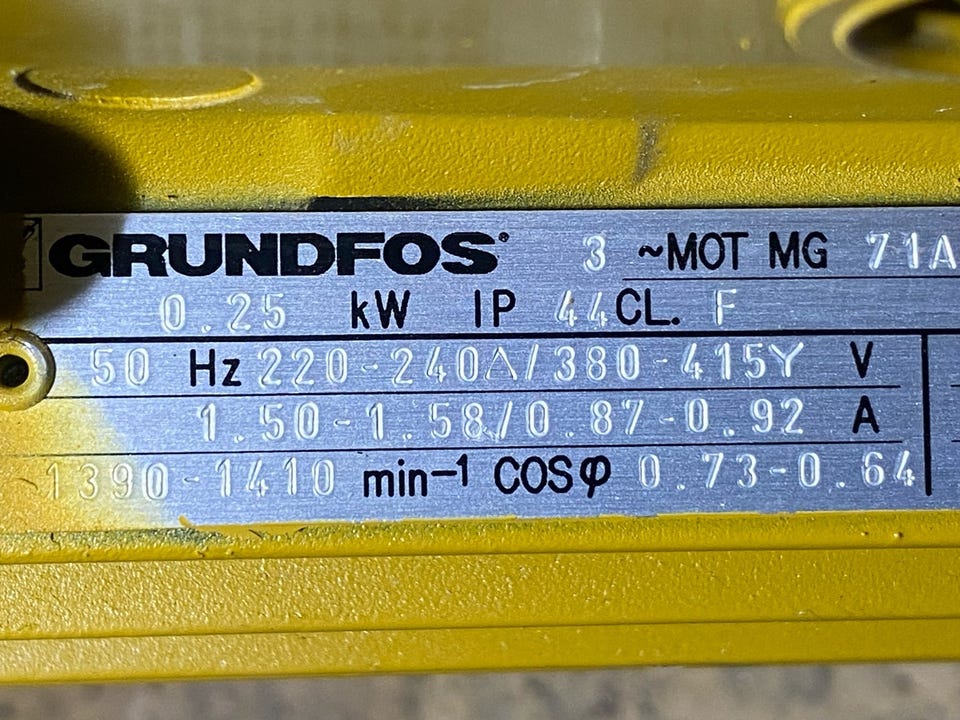 GRUNDFOS 3 ~MOT MG 71A
0.25 kW IP 44 CL. F
50 Hz 220-240△/380-415Y V
1.50-1.58/0.87-0.92 A
1390-1410 min-1 COSφ 0.73-0.64